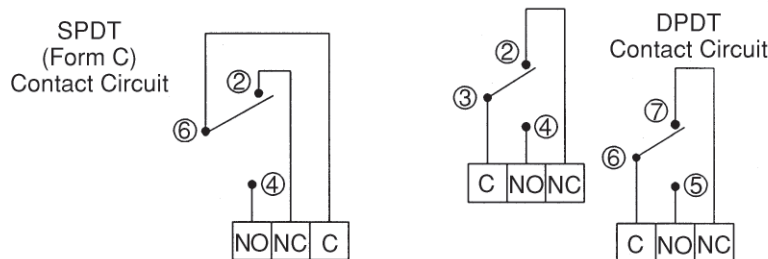 SPDT
(Form C)
Contact Circuit
②
⑥
④
NO NC C
②
③
④
C NO NC
DPDT
Contact Circuit
⑦
⑥
⑤
C NO NC